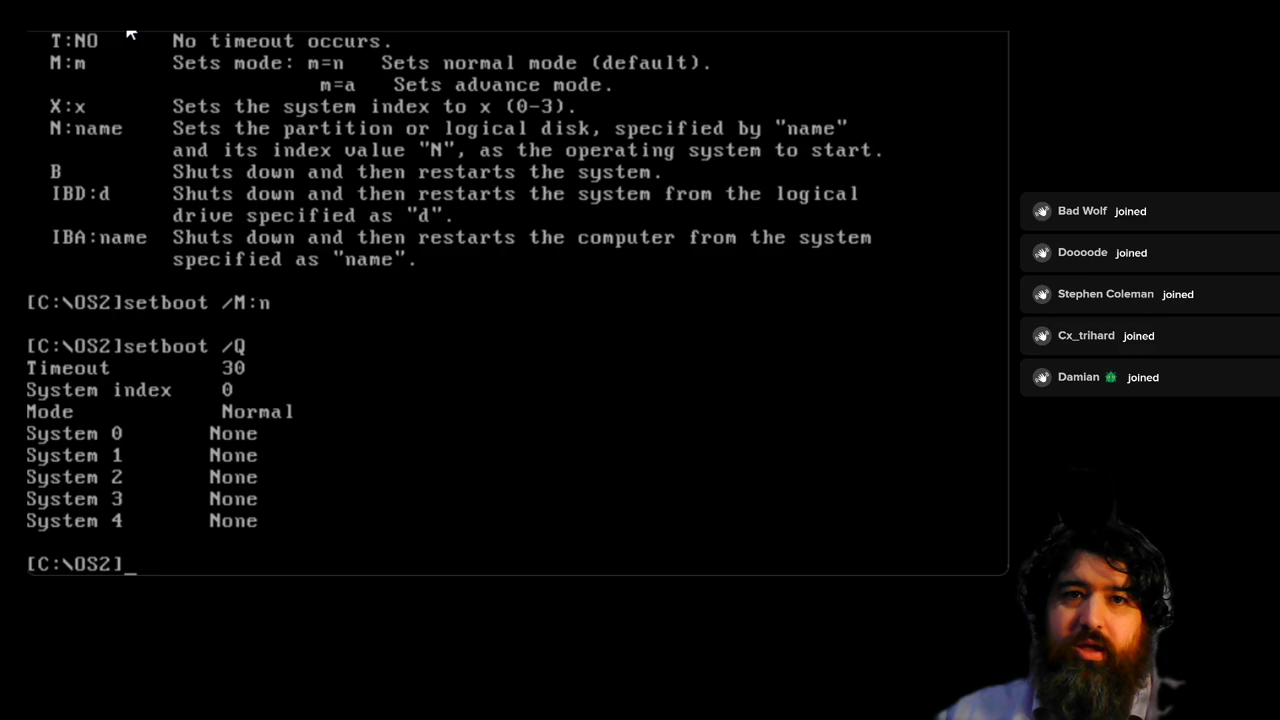 T:NO No timeout occurs.
M:m Sets mode: m=n Sets normal mode (default).
m=a Sets advance mode.
X:x Sets the system index to x (0-3).
N:name Sets the partition or logical disk, specified by "name"
and its index value "N", as the operating system to start.
B Shuts down and then restarts the system.
IBD:d Shuts down and then restarts the system from the logical
drive specified as "d".
IBA:name Shuts down and then restarts the computer from the system
specified as "name".
[C:\OS2]setboot /M:n
[C:\OS2]setboot /Q
Timeout 30
System index 0
Mode Normal
System 0 None
System 1 None
System 2 None
System 3 None
System 4 None
[C:\OS2]_
Bad Wolf joined
Doooode joined
Stephen Coleman joined
Cx_trihard joined
Damian joined